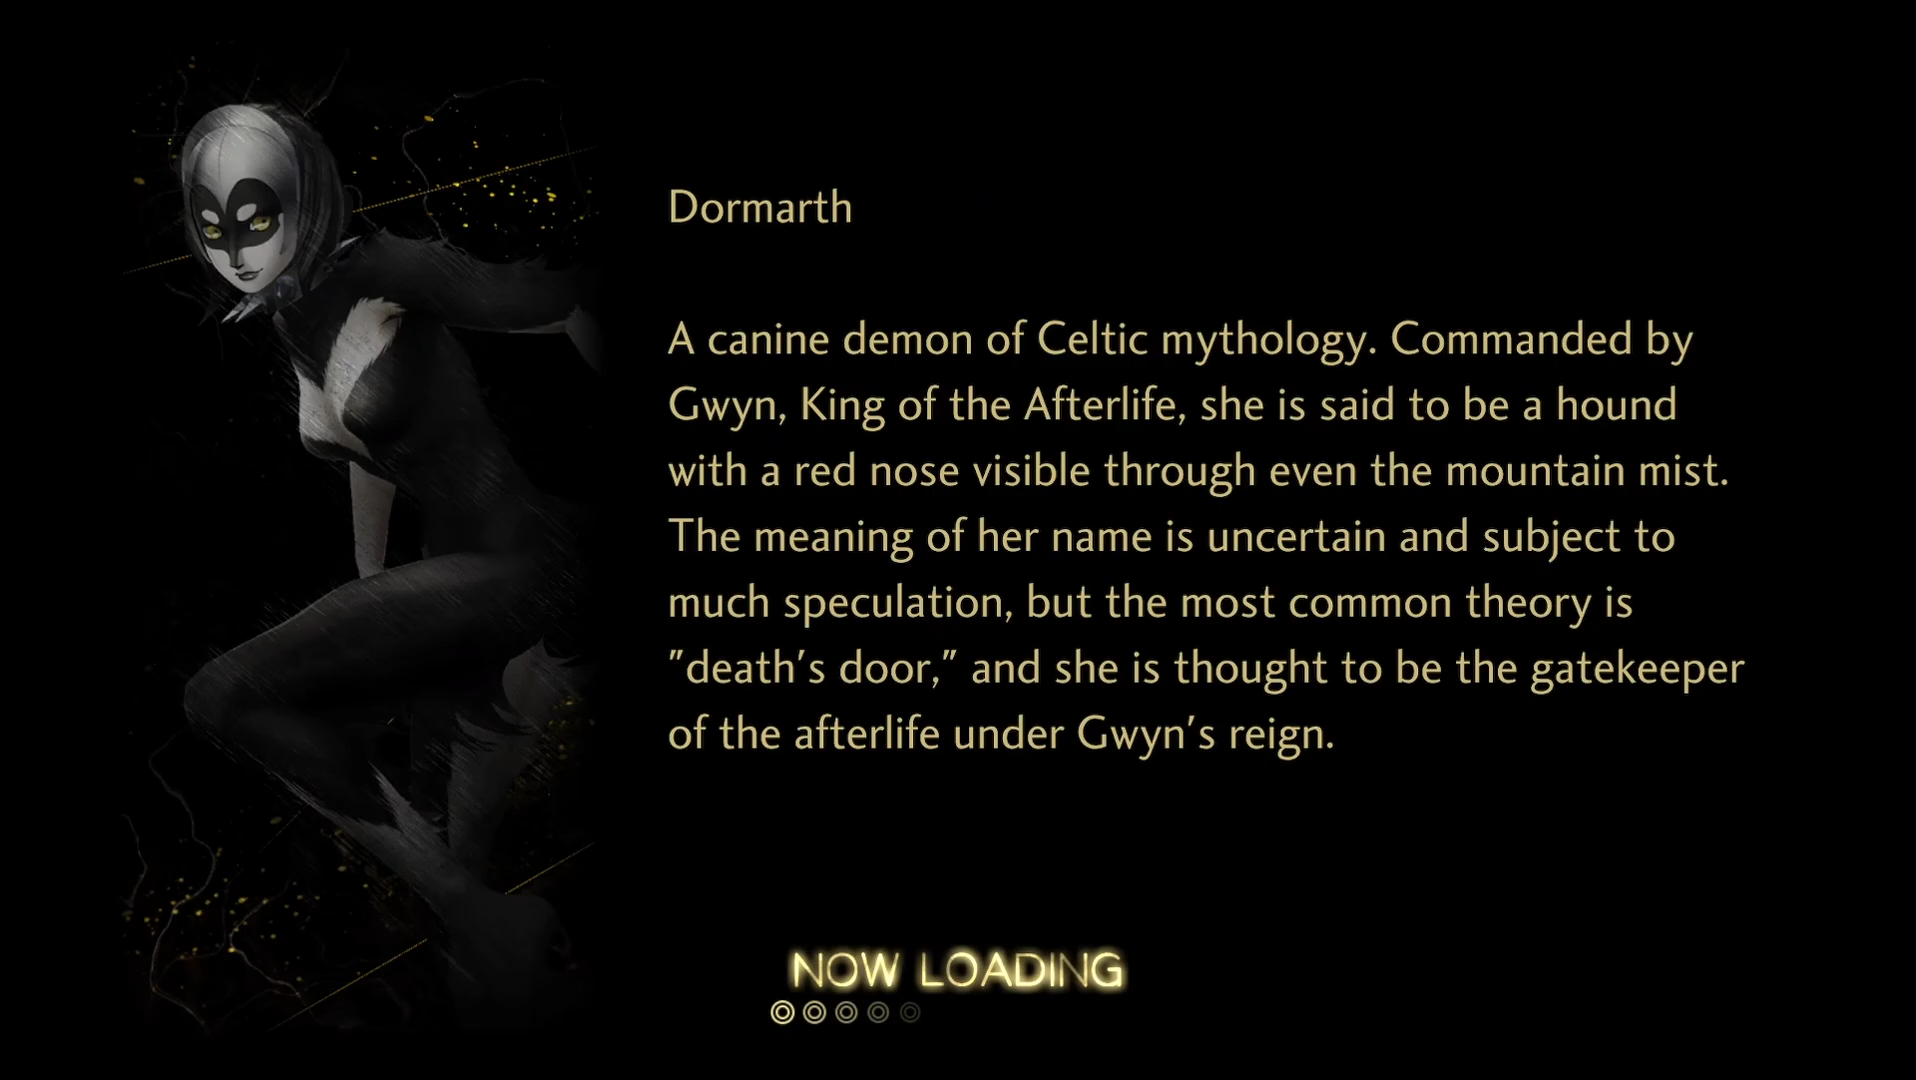 Dormarth
A canine demon of Celtic mythology. Commanded by
Gwyn, King of the Afterlife, she is said to be a hound
with a red nose visible through even the mountain mist.
The meaning of her name is uncertain and subject to
much speculation, but the most common theory is
"death's door," and she is thought to be the gatekeeper
of the afterlife under Gwyn's reign.
NOW LOADING